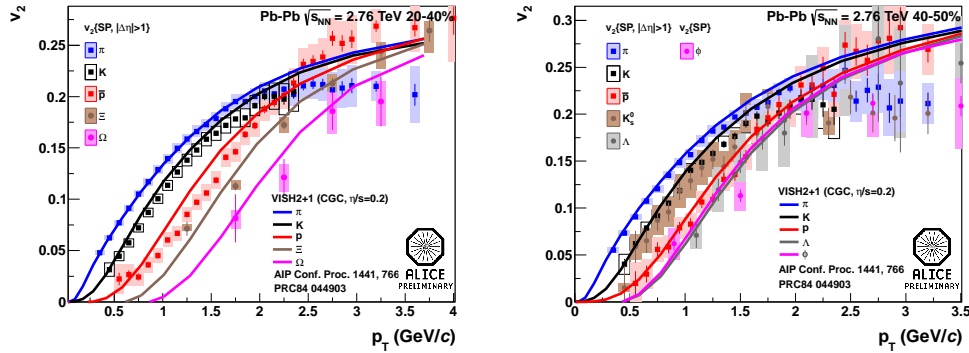 v2
Pb-Pb √sNN = 2.76 TeV 20-40%
v2{SP, |Δη|>1}
π
K
p̅
Ξ
Ω
VISH2+1 (CGC, η/s=0.2)
π
K
p
Ξ
Ω
AIP Conf. Proc. 1441, 766
PRC84 044903
ALICE
PRELIMINARY
0.25
0.2
0.15
0.1
0.05
0
0.5 1 1.5 2 2.5 3 3.5 4
pT (GeV/c)
v2
Pb-Pb √sNN = 2.76 TeV 40-50%
v2{SP, |Δη|>1} v2{SP}
π ϕ
K
p̅
K0s
Λ
VISH2+1 (CGC, η/s=0.2)
π
K
p
Λ
ϕ
AIP Conf. Proc. 1441, 766
PRC84 044903
ALICE
PRELIMINARY
0.3
0.25
0.2
0.15
0.1
0.05
0
0 0.5 1 1.5 2 2.5 3 3.5
pT (GeV/c)